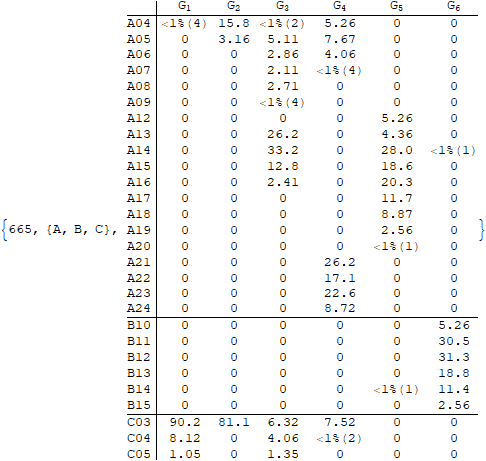 G1 G2 G3 G4 G5 G6
A04 <1%(4) 15.8 <1%(2) 5.26 0 0
A05 0 3.16 5.11 7.67 0 0
A06 0 0 2.86 4.06 0 0
A07 0 0 2.11 <1%(4) 0 0
A08 0 0 2.71 0 0 0
A09 0 0 <1%(4) 0 0 0
A12 0 0 0 0 5.26 0
A13 0 0 26.2 0 4.36 0
A14 0 0 33.2 0 28.0 <1%(1)
A15 0 0 12.8 0 18.6 0
A16 0 0 2.41 0 20.3 0
A17 0 0 0 0 11.7 0
A18 0 0 0 0 8.87 0
{665, {A, B, C}, A19 0 0 0 0 2.56 0 }
A20 0 0 0 0 <1%(1) 0
A21 0 0 0 26.2 0 0
A22 0 0 0 17.1 0 0
A23 0 0 0 22.6 0 0
A24 0 0 0 8.72 0 0
B10 0 0 0 0 0 5.26
B11 0 0 0 0 0 30.5
B12 0 0 0 0 0 31.3
B13 0 0 0 0 0 18.8
B14 0 0 0 0 <1%(1) 11.4
B15 0 0 0 0 0 2.56
C03 90.2 81.1 6.32 7.52 0 0
C04 8.12 0 4.06 <1%(2) 0 0
C05 1.05 0 1.35 0 0 0